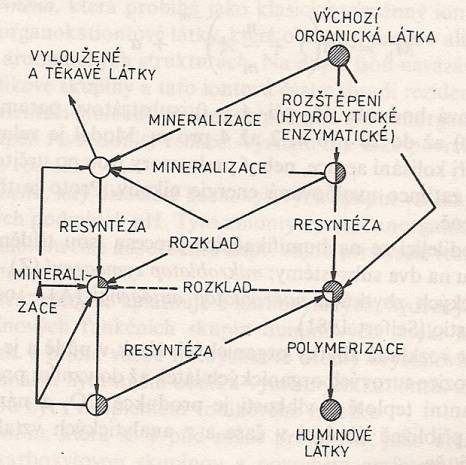 VÝCHOZÍ
ORGANICKÁ LÁTKA
VYLOUŽENÉ
A TĚKAVÉ LÁTKY
ROZŠTĚPENÍ
(HYDROLYTICKÉ
ENZYMATICKÉ)
MINERALIZACE
MINERALIZACE
RESYNTÉZA
RESYNTÉZA
ROZKLAD
MINERALI-
ZACE
ROZKLAD
RESYNTÉZA
POLYMERIZACE
HUMINOVÉ
LÁTKY